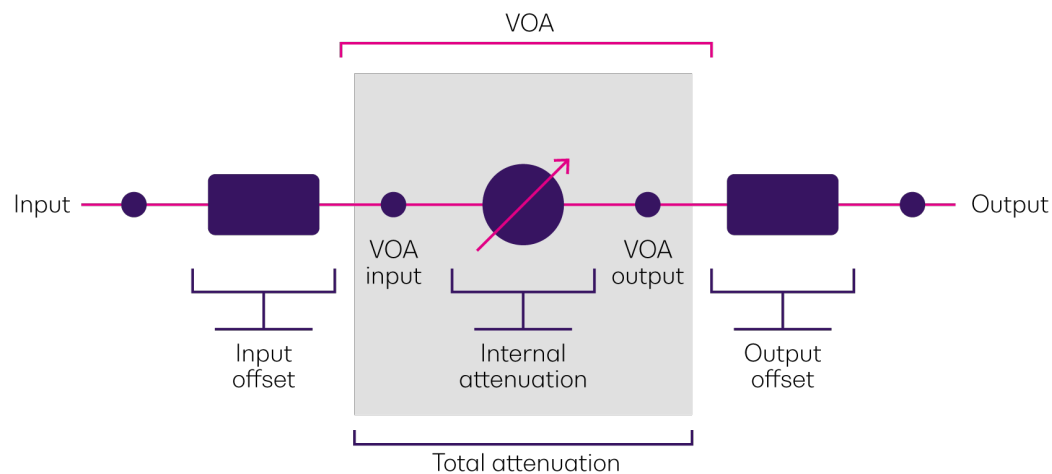 VOA
Input
Output
VOA
input
VOA
output
Input
offset
Internal
attenuation
Output
offset
Total attenuation